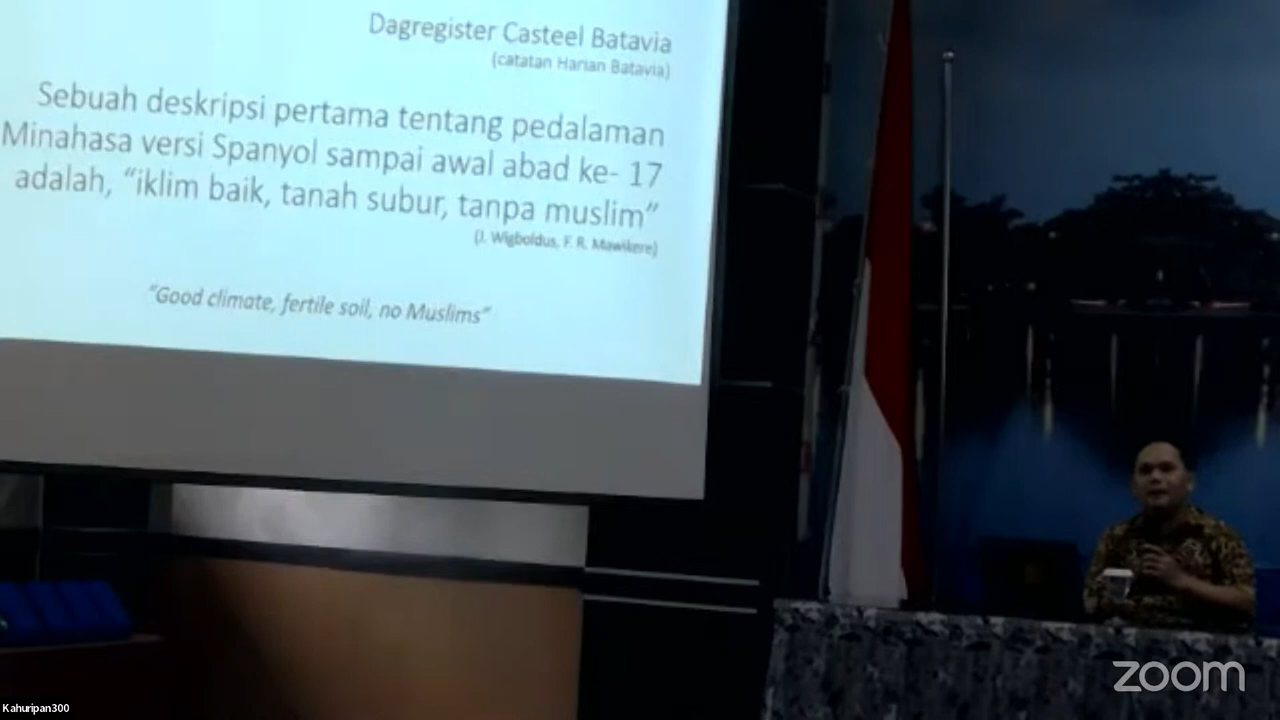 Dagregister Casteel Batavia
(catatan Harian Batavia)
Sebuah deskripsi pertama tentang pedalaman
Minahasa versi Spanyol sampai awal abad ke- 17
adalah, “iklim baik, tanah subur, tanpa muslim”
(J. Wigboldus, F. R. Mawikere)
“Good climate, fertile soil, no Muslims”
zoom
Kahuripan300